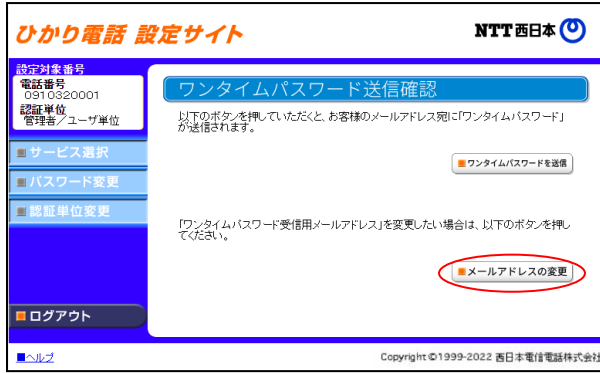 ひかり電話 設定サイト
NTT西日本
設定対象番号
電話番号
0910320001
認証単位
管理者／ユーザ単位
サービス選択
パスワード変更
認証単位変更
ログアウト
ワンタイムパスワード送信確認
以下のボタンを押していただくと、お客様のメールアドレス宛に「ワンタイムパスワード」
が送信されます。
ワンタイムパスワードを送信
「ワンタイムパスワード受信用メールアドレス」を変更したい場合は、以下のボタンを押し
てください。
メールアドレスの変更
ヘルプ
Copyright©1999-2022 西日本電信電話株式会社